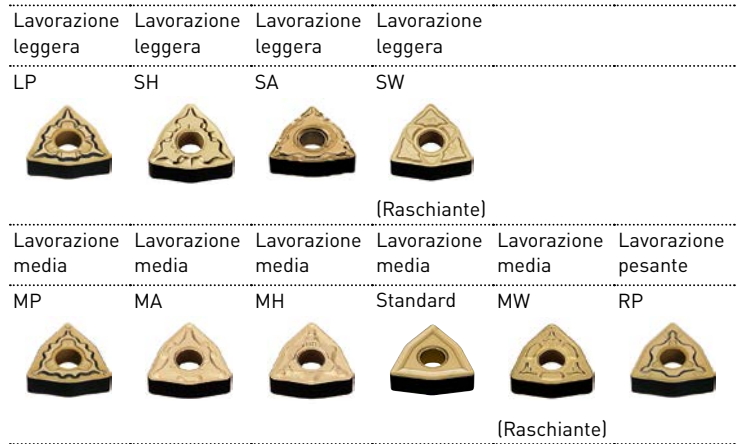 Lavorazione Lavorazione Lavorazione Lavorazione
leggera leggera leggera leggera
LP SH SA SW
(Raschiante)
Lavorazione Lavorazione Lavorazione Lavorazione Lavorazione Lavorazione
media media media media media pesante
MP MA MH Standard MW RP
(Raschiante)